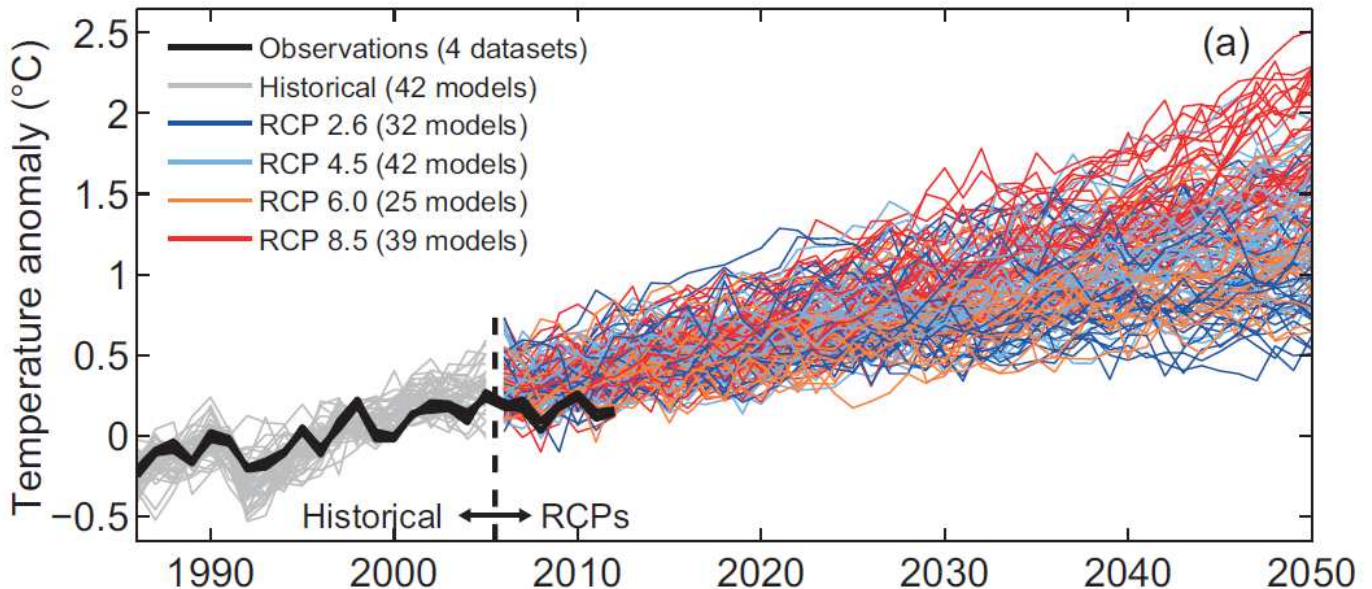 Temperature anomaly (°C)
2.5
2
1.5
1
0.5
0
−0.5
(a)
Observations (4 datasets)
Historical (42 models)
RCP 2.6 (32 models)
RCP 4.5 (42 models)
RCP 6.0 (25 models)
RCP 8.5 (39 models)
Historical RCPs
1990 2000 2010 2020 2030 2040 2050